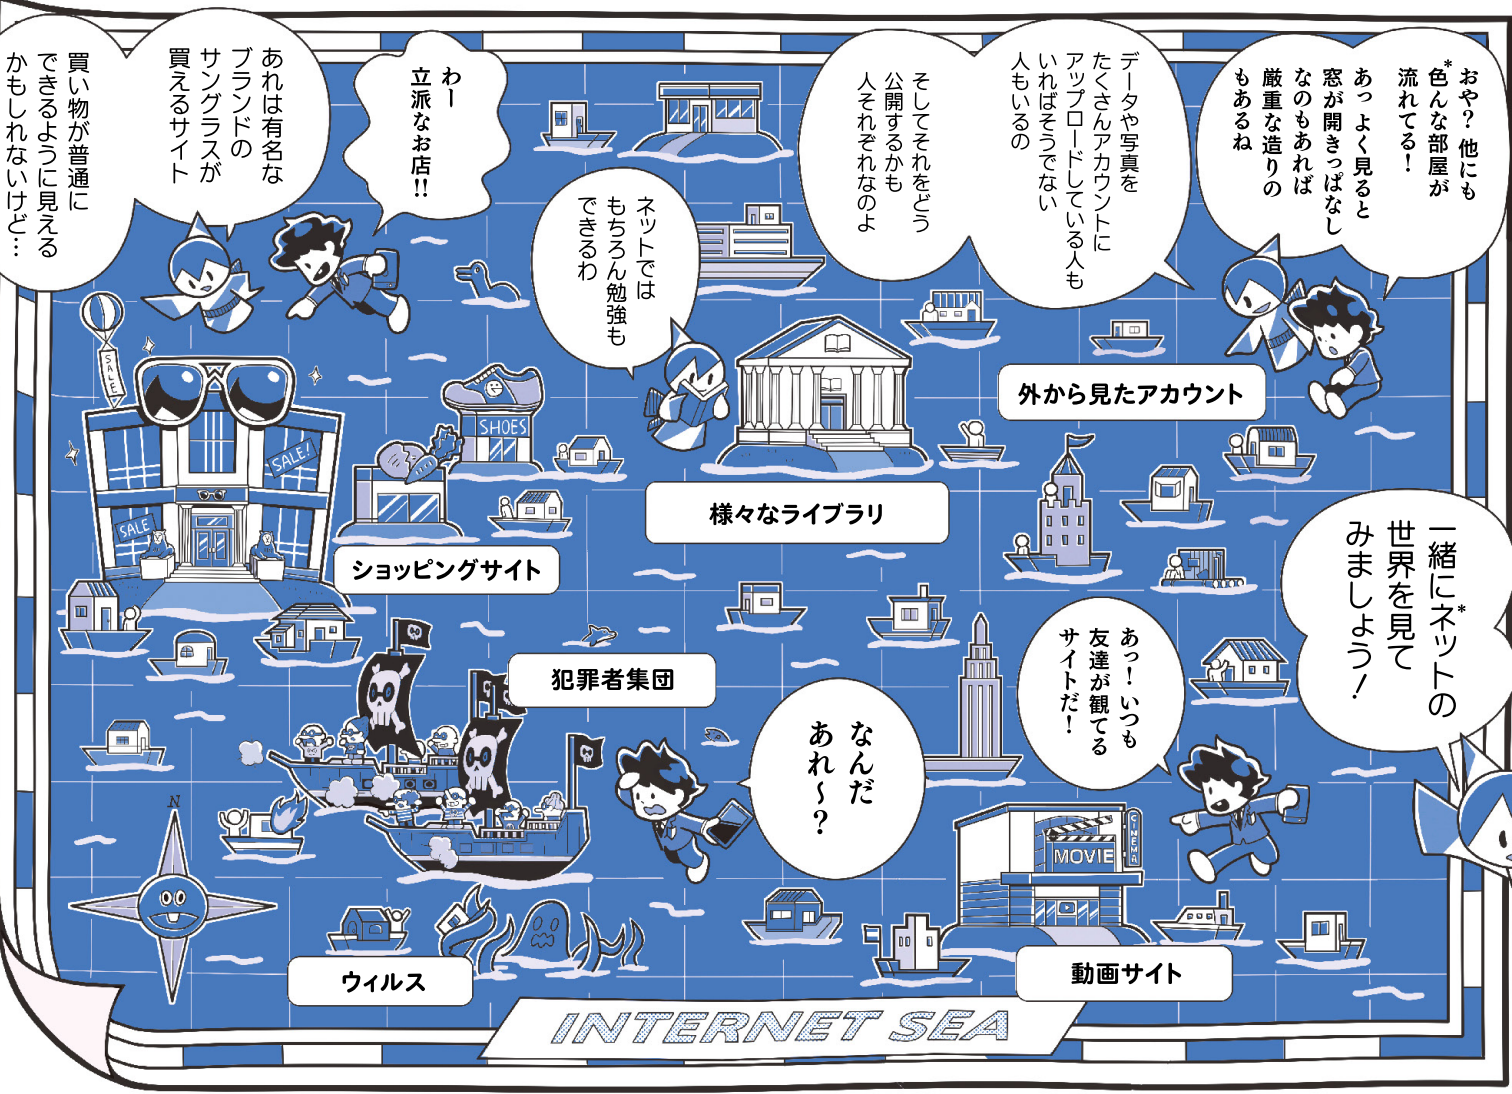 おや？ 他にも
*色んな部屋が
流れてる！
あっ よく見ると
窓が開きっぱなし
なのもあれば
厳重な造りの
もあるね
データや写真を
たくさんアカウントに
アップロードしている人も
いればそうでない
人もいるの
そしてそれをどう
公開するかも
人それぞれなのよ
わー
立派なお店!!
あれは有名な
ブランドの
サングラスが
買えるサイト
買い物が普通に
できるように見える
かもしれないけど…
ネットでは
もちろん勉強も
できるわ
外から見たアカウント
様々なライブラリ
SALE
SALE!
SALE
SHOES
ショッピングサイト
一緒にネット*の
世界を見て
みましょう！
あっ！ いつも
友達が観てる
サイトだ！
犯罪者集団
なんだ
あれ～？
MOVIE
CINEMA
動画サイト
N
ウィルス
INTERNET SEA